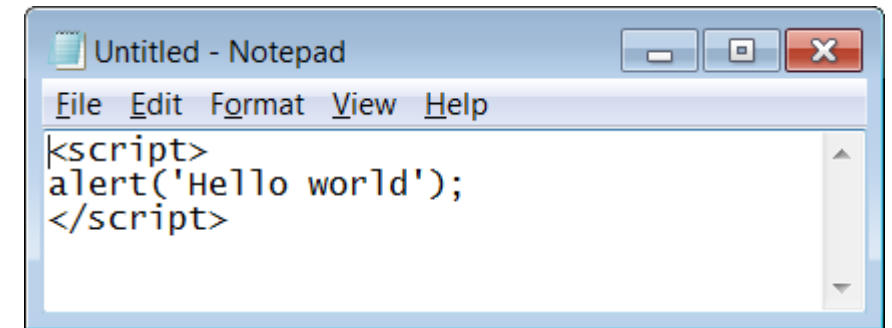 Untitled - Notepad
File Edit Format View Help
<script>
alert('Hello world');
</script>